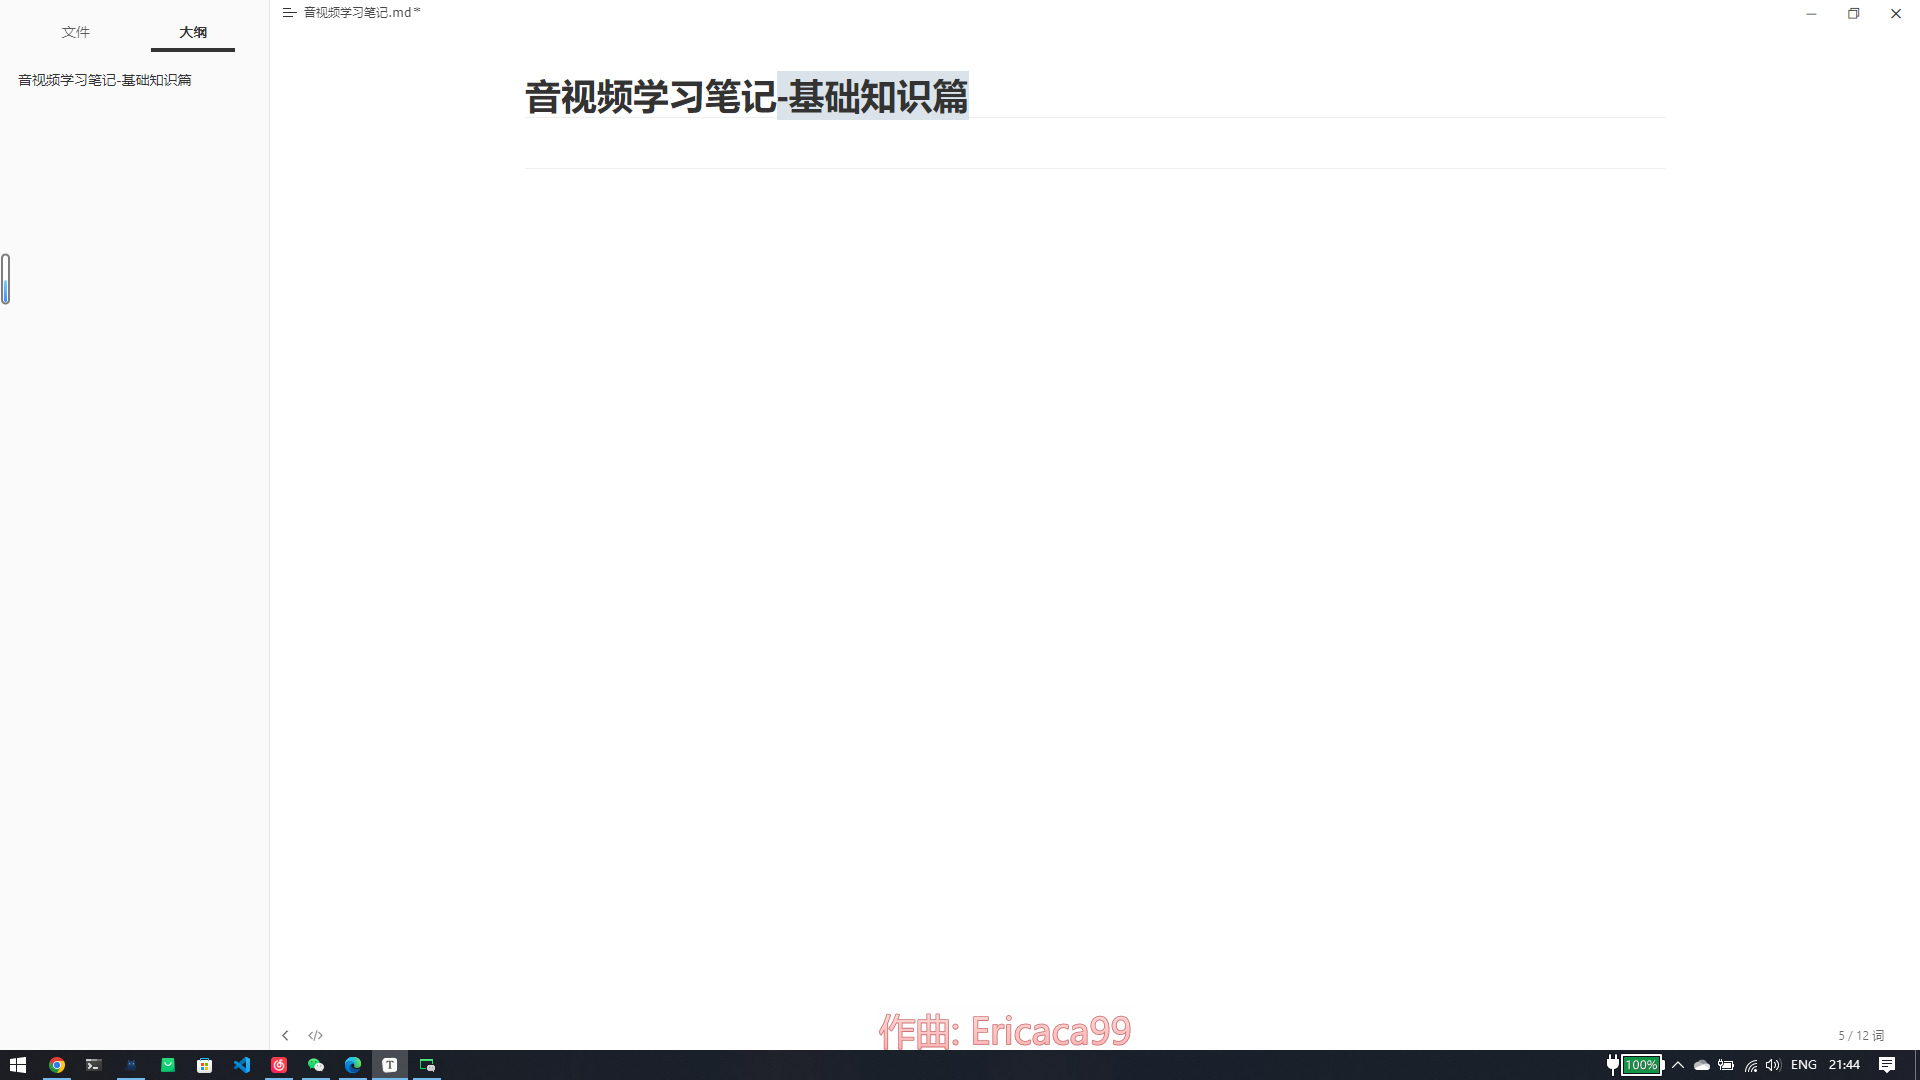 文件
大纲
音视频学习笔记.md*
音视频学习笔记-基础知识篇
音视频学习笔记-基础知识篇
</>
作曲: Ericaca99
5 / 12 词
T
100%
ENG
21:44